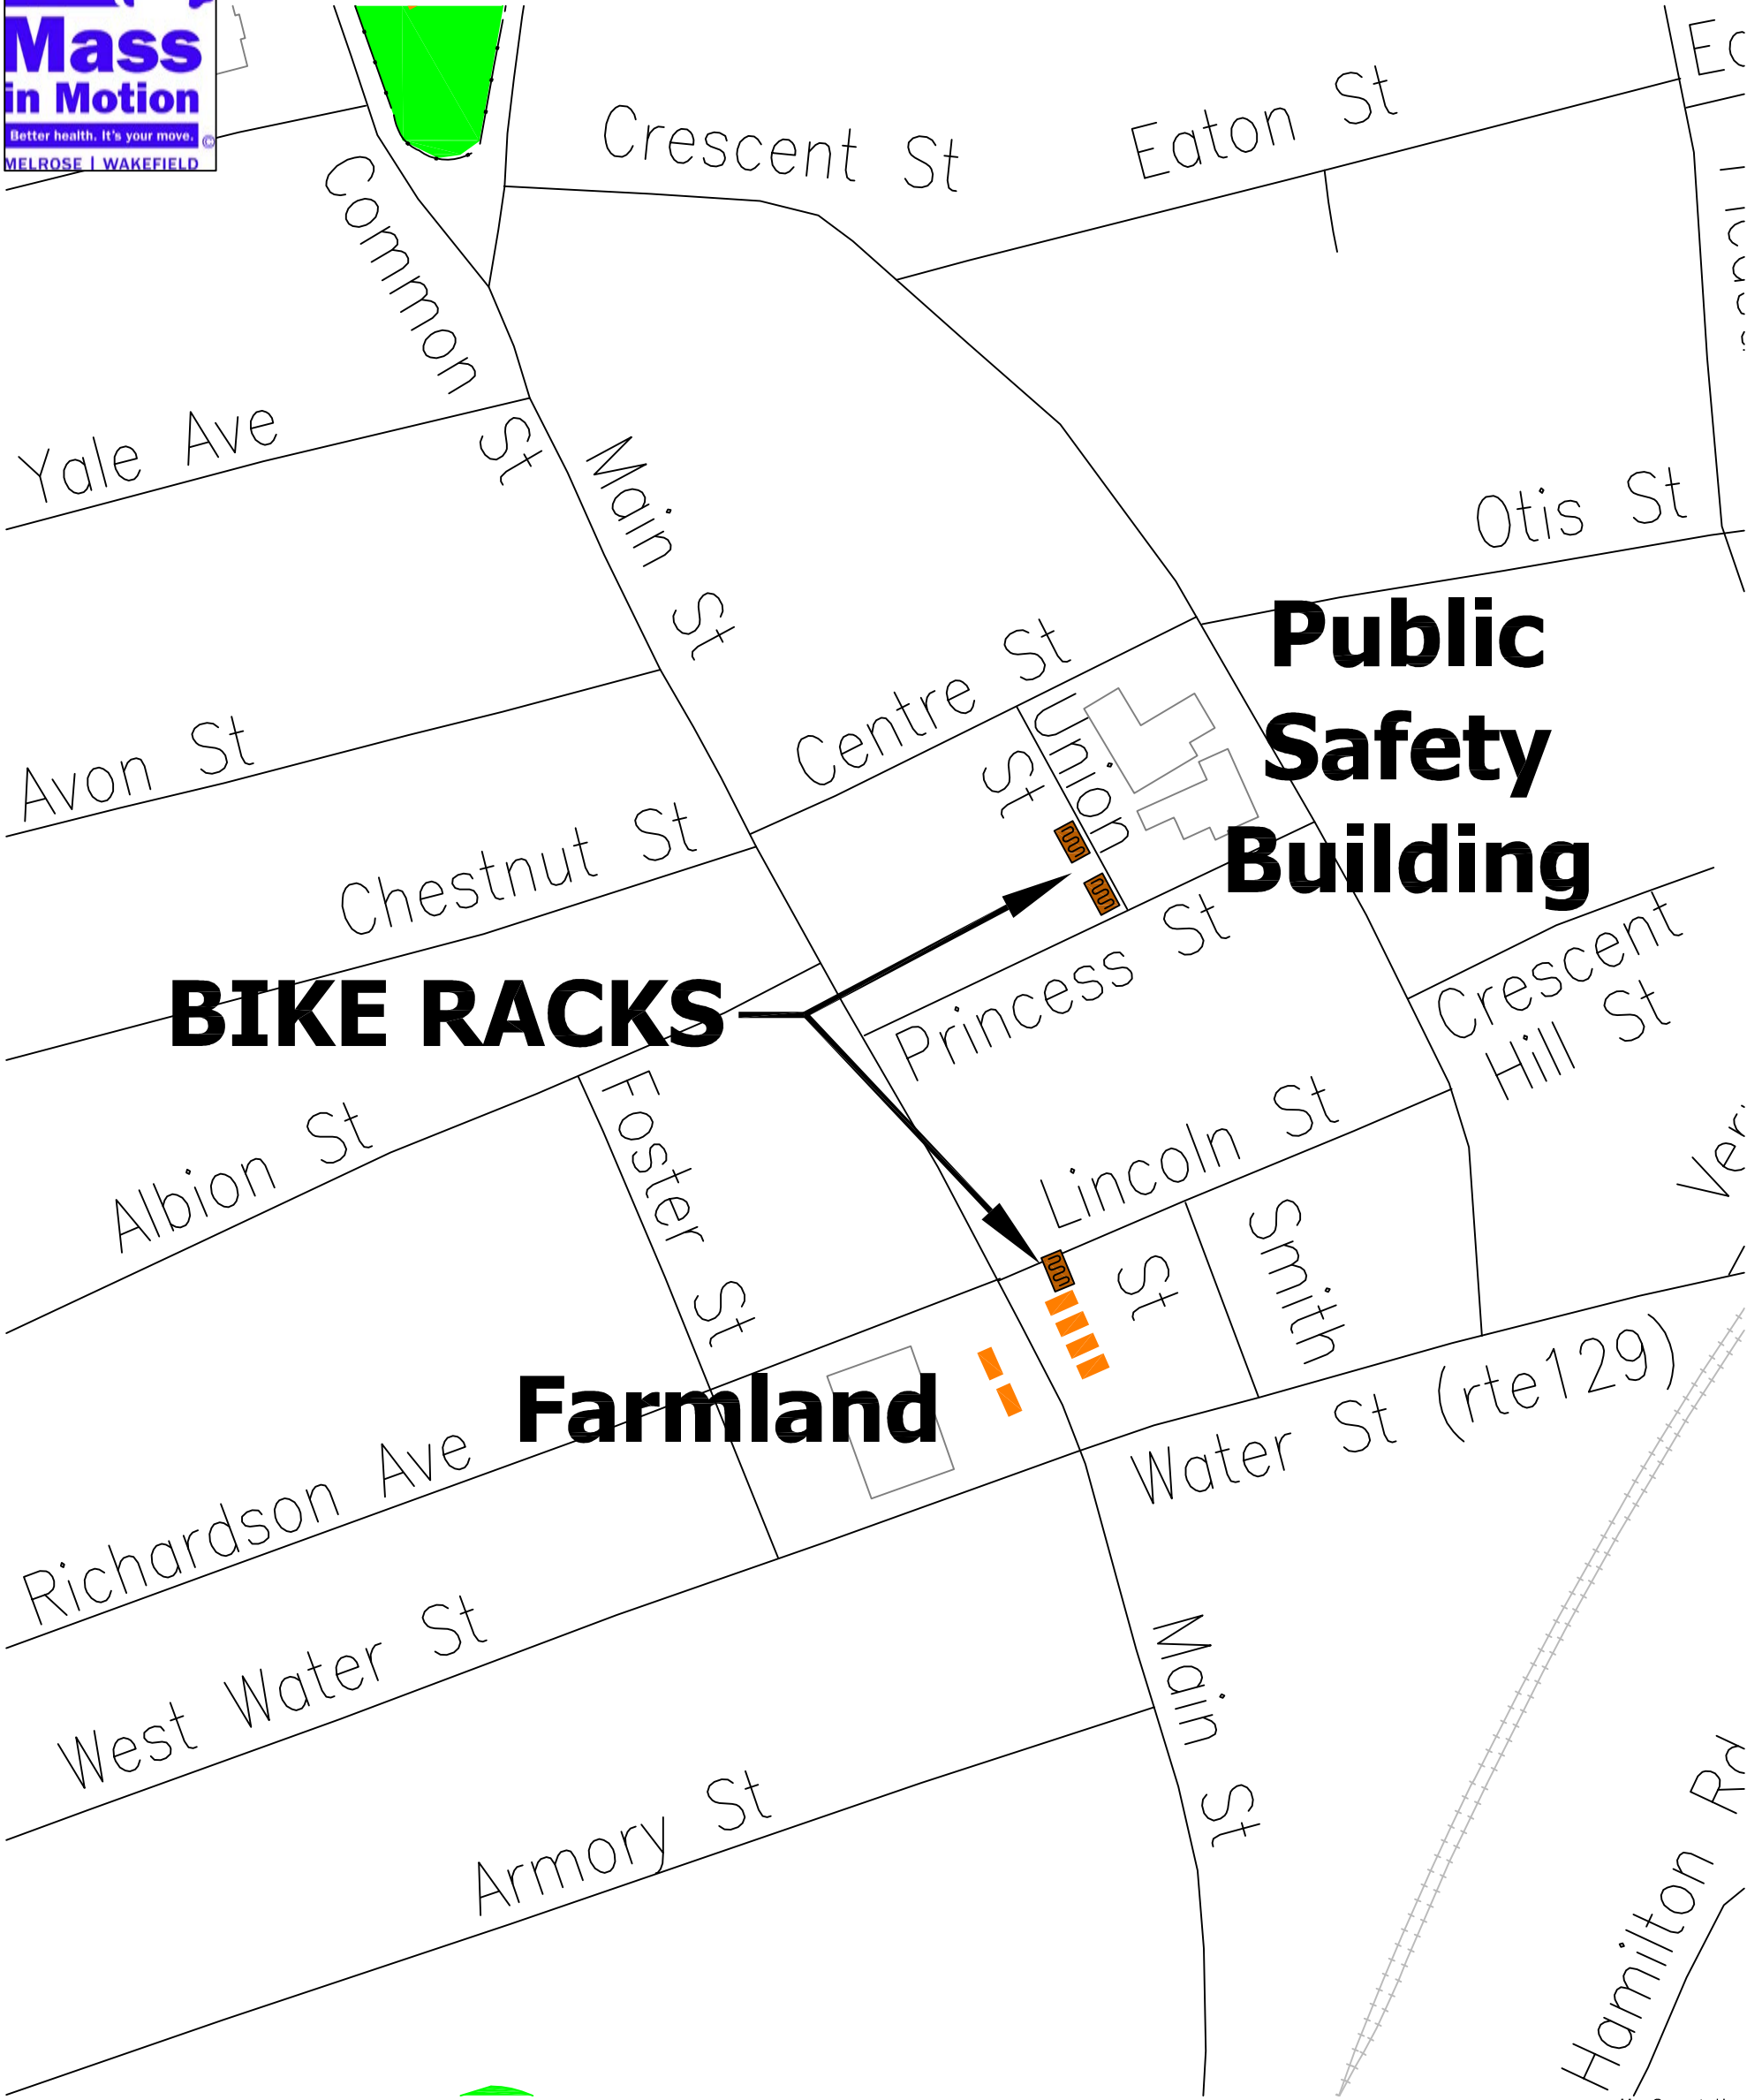 Mass
in Motion
Better health. It's your move.
©
MELROSE | WAKEFIELD
Crescent St
Eaton St
Common St
Yale Ave
Main St
Otis St
Public
Safety
Building
Centre St
Union St
Avon St
Chestnut St
BIKE RACKS
Princess St
Crescent
Hill St
Foster St
Albion St
Lincoln St
Smith St
Farmland
Water St (rte129)
Richardson Ave
West Water St
Main St
Armory St
Hamilton Rd